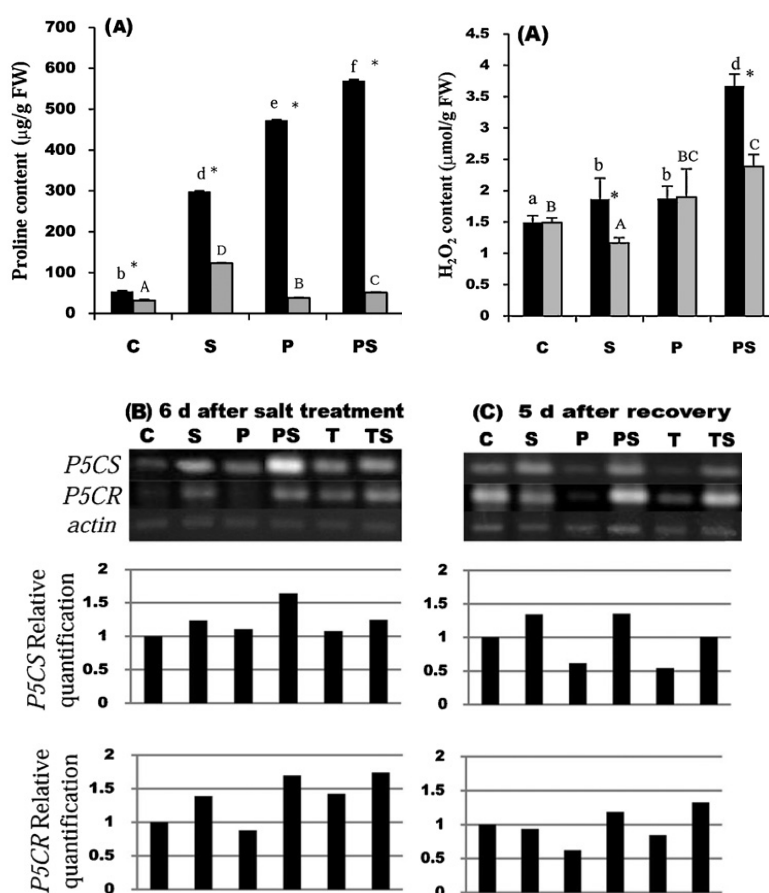 (A)
Proline content (μg/g FW)
700
600
500
400
300
200
100
0
b * A
d * D
e * B
f * C
C S P PS
(A)
H₂O₂ content (μmol/g FW)
4.5
4
3.5
3
2.5
2
1.5
1
0.5
0
a B
b * A
b BC
d * C
C S P PS
(B) 6 d after salt treatment
C S P PS T TS
P5CS
P5CR
actin
(C) 5 d after recovery
C S P PS T TS
P5CS Relative quantification
2
1.5
1
0.5
0
2
1.5
1
0.5
0
P5CR Relative quantification
2
1.5
1
0.5
0
2
1.5
1
0.5
0